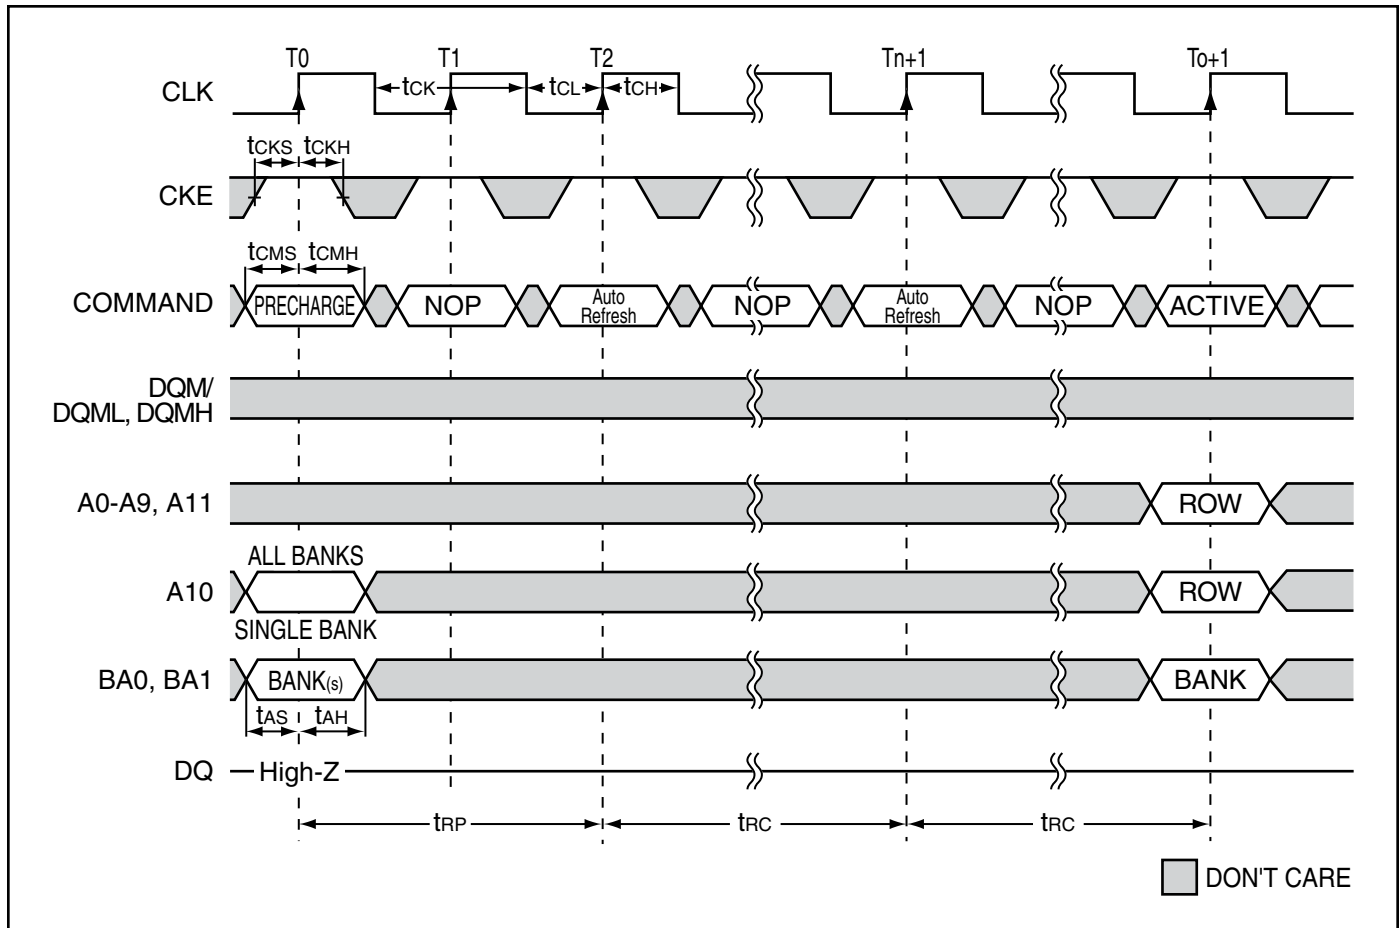 T0 T1 T2 Tn+1 To+1
CLK
tCK tCL tCH
tCKS tCKH
CKE
tCMS tCMH
COMMAND PRECHARGE NOP Auto Refresh NOP Auto Refresh NOP ACTIVE
DQM/
DQML, DQMH
A0-A9, A11 ROW
ALL BANKS
A10 ROW
SINGLE BANK
BA0, BA1 BANK(s) BANK
tAS tAH
DQ High-Z
tRP tRC tRC
DON'T CARE